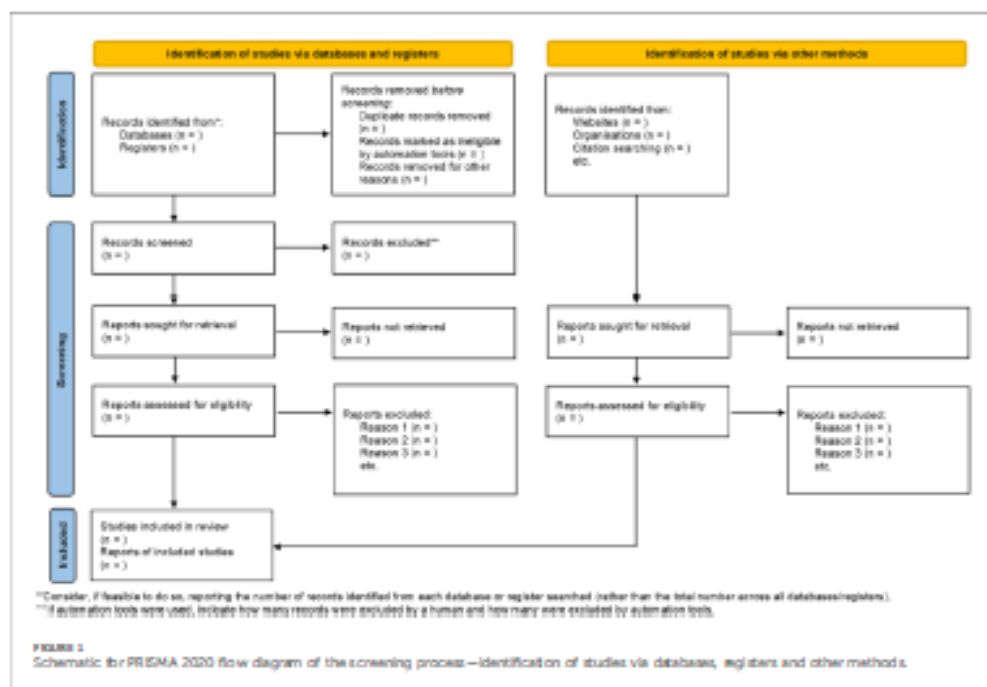 Identification of studies via databases and registers
Identification of studies via other methods
Identification
Records identified from*:
Databases (n = )
Registers (n = )
Records removed before
screening:
Duplicate records removed
(n = )
Records marked as ineligible
by automation tools (n = )
Records removed for other
reasons (n = )
Records identified from:
Websites (n = )
Organisations (n = )
Citation searching (n = )
etc.
Screening
Records screened
(n = )
Records excluded**
(n = )
Reports sought for retrieval
(n = )
Reports not retrieved
(n = )
Reports sought for retrieval
(n = )
Reports not retrieved
(n = )
Reports assessed for eligibility
(n = )
Reports excluded:
Reason 1 (n = )
Reason 2 (n = )
Reason 3 (n = )
etc.
Reports assessed for eligibility
(n = )
Reports excluded:
Reason 1 (n = )
Reason 2 (n = )
Reason 3 (n = )
etc.
Included
Studies included in review
(n = )
Reports of included studies
(n = )
*Consider, if feasible to do so, reporting the number of records identified from each database or register searched (rather than the total number across all databases/registers).
**If automation tools were used, indicate how many records were excluded by a human and how many were excluded by automation tools.
FIGURE 1
Schematic for PRISMA 2020 flow diagram of the screening process—identification of studies via databases, registers and other methods.